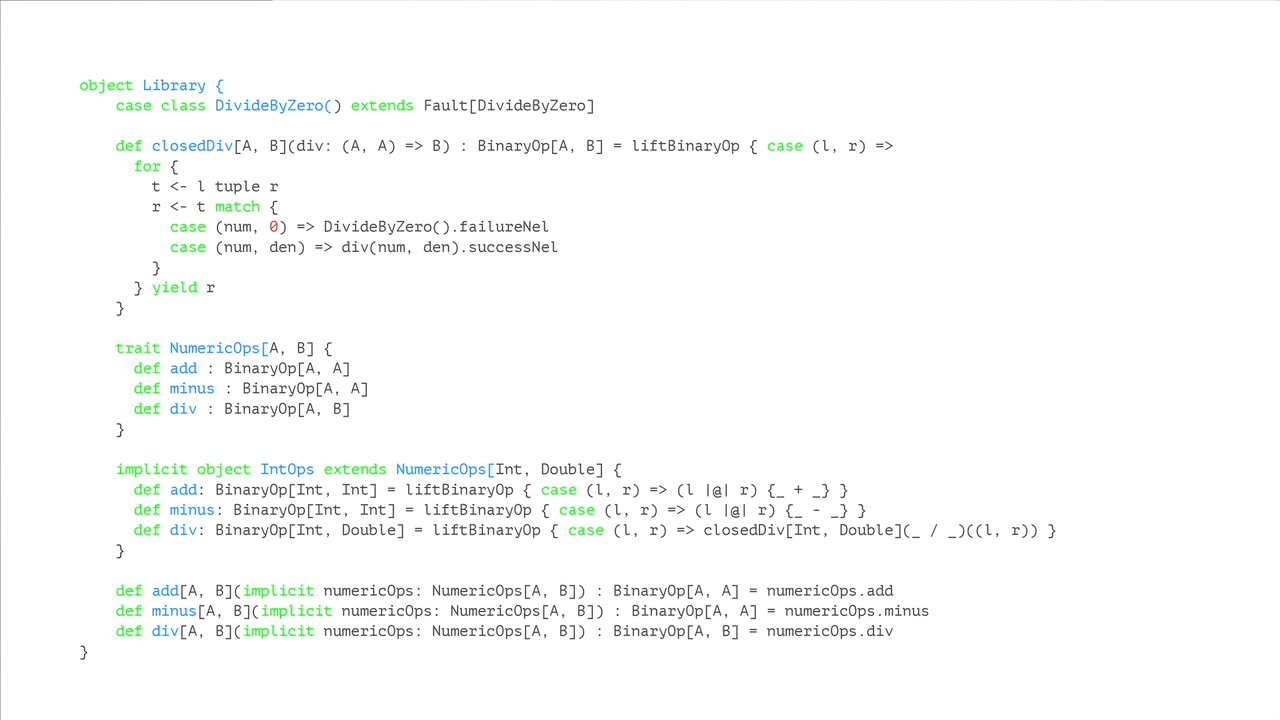 object Library {
    case class DivideByZero() extends Fault[DivideByZero]

    def closedDiv[A, B](div: (A, A) => B) : BinaryOp[A, B] = liftBinaryOp { case (l, r) =>
      for {
        t <- l tuple r
        r <- t match {
          case (num, 0) => DivideByZero().failureNel
          case (num, den) => div(num, den).successNel
        }
      } yield r
    }

    trait NumericOps[A, B] {
      def add : BinaryOp[A, A]
      def minus : BinaryOp[A, A]
      def div : BinaryOp[A, B]
    }

    implicit object IntOps extends NumericOps[Int, Double] {
      def add: BinaryOp[Int, Int] = liftBinaryOp { case (l, r) => (l |@| r) {_ + _} }
      def minus: BinaryOp[Int, Int] = liftBinaryOp { case (l, r) => (l |@| r) {_ - _} }
      def div: BinaryOp[Int, Double] = liftBinaryOp { case (l, r) => closedDiv[Int, Double](_ / _)((l, r)) }
    }

    def add[A, B](implicit numericOps: NumericOps[A, B]) : BinaryOp[A, A] = numericOps.add
    def minus[A, B](implicit numericOps: NumericOps[A, B]) : BinaryOp[A, A] = numericOps.minus
    def div[A, B](implicit numericOps: NumericOps[A, B]) : BinaryOp[A, B] = numericOps.div
}